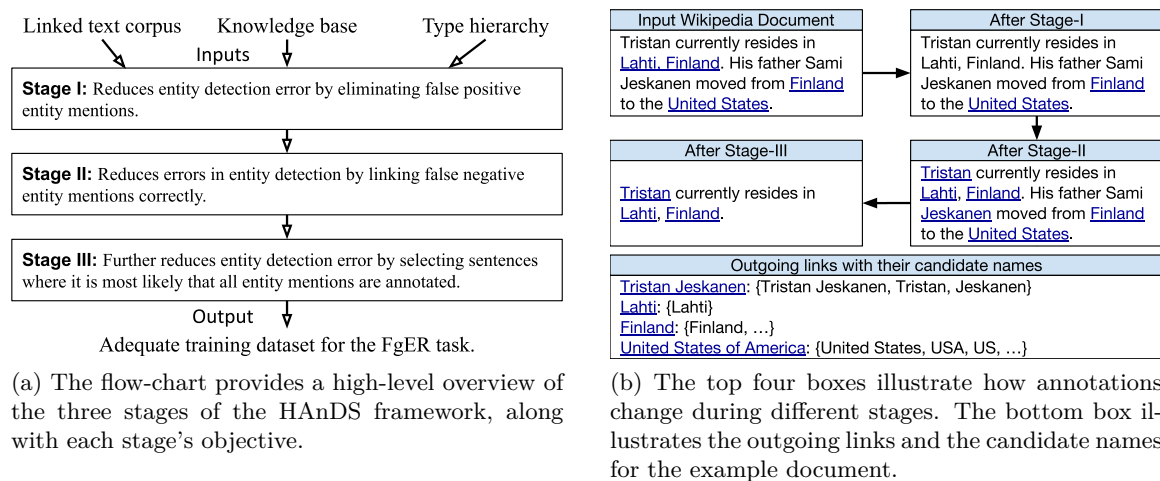 Linked text corpus
Knowledge base
Type hierarchy
Inputs
Stage I: Reduces entity detection error by eliminating false positive
entity mentions.
Stage II: Reduces errors in entity detection by linking false negative
entity mentions correctly.
Stage III: Further reduces entity detection error by selecting sentences
where it is most likely that all entity mentions are annotated.
Output
Adequate training dataset for the FgER task.
(a) The flow-chart provides a high-level overview of
the three stages of the HAnDS framework, along
with each stage's objective.
Input Wikipedia Document
Tristan currently resides in
Lahti, Finland. His father Sami
Jeskanen moved from Finland
to the United States.
After Stage-I
Tristan currently resides in
Lahti, Finland. His father Sami
Jeskanen moved from Finland
to the United States.
After Stage-III
Tristan currently resides in
Lahti, Finland.
After Stage-II
Tristan currently resides in
Lahti, Finland. His father Sami
Jeskanen moved from Finland
to the United States.
Outgoing links with their candidate names
Tristan Jeskanen: {Tristan Jeskanen, Tristan, Jeskanen}
Lahti: {Lahti}
Finland: {Finland, …}
United States of America: {United States, USA, US, …}
(b) The top four boxes illustrate how annotations
change during different stages. The bottom box il-
lustrates the outgoing links and the candidate names
for the example document.